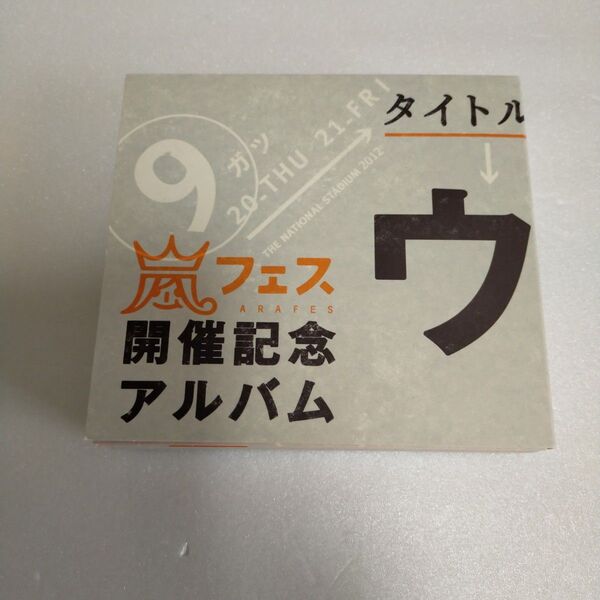 9
ガツ
20-THU 21-FRI
THE NATIONAL STADIUM 2012
タイトル
ウ
嵐フェス
ARAFES
開催記念
アルバム